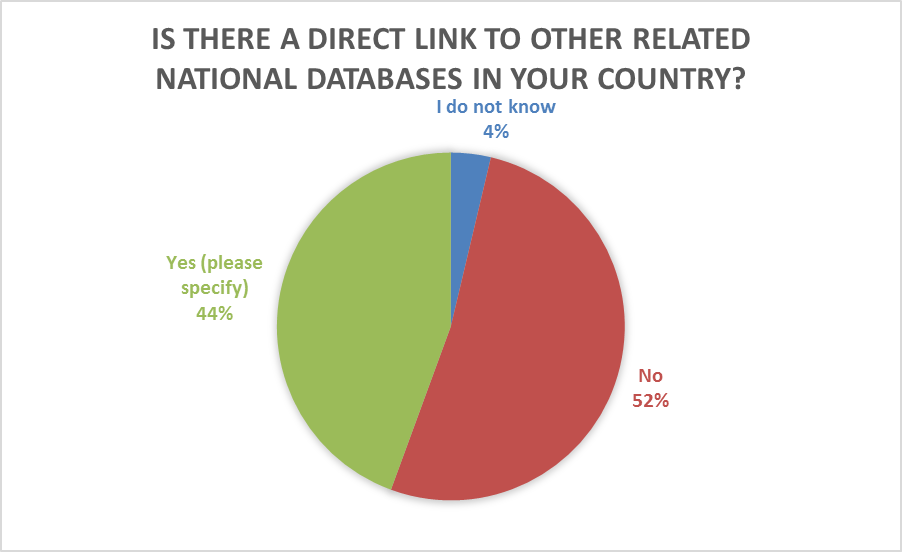 IS THERE A DIRECT LINK TO OTHER RELATED
NATIONAL DATABASES IN YOUR COUNTRY?
I do not know
4%
Yes (please
specify)
44%
No
52%